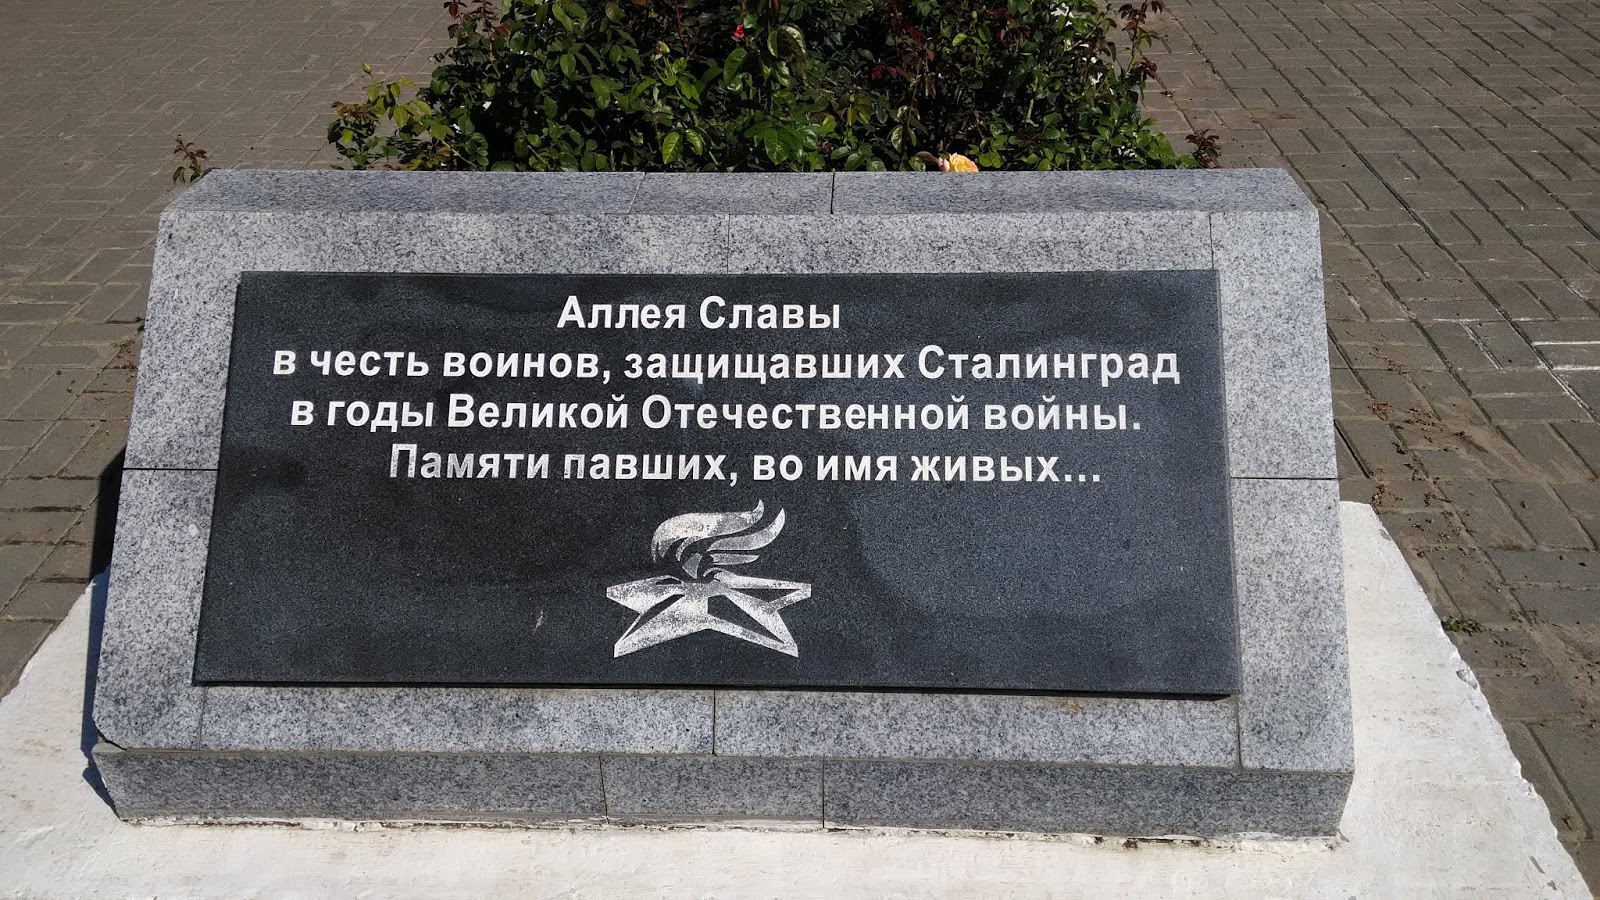 Аллея Славы
в честь воинов, защищавших Сталинград
в годы Великой Отечественной войны.
Памяти павших, во имя живых...